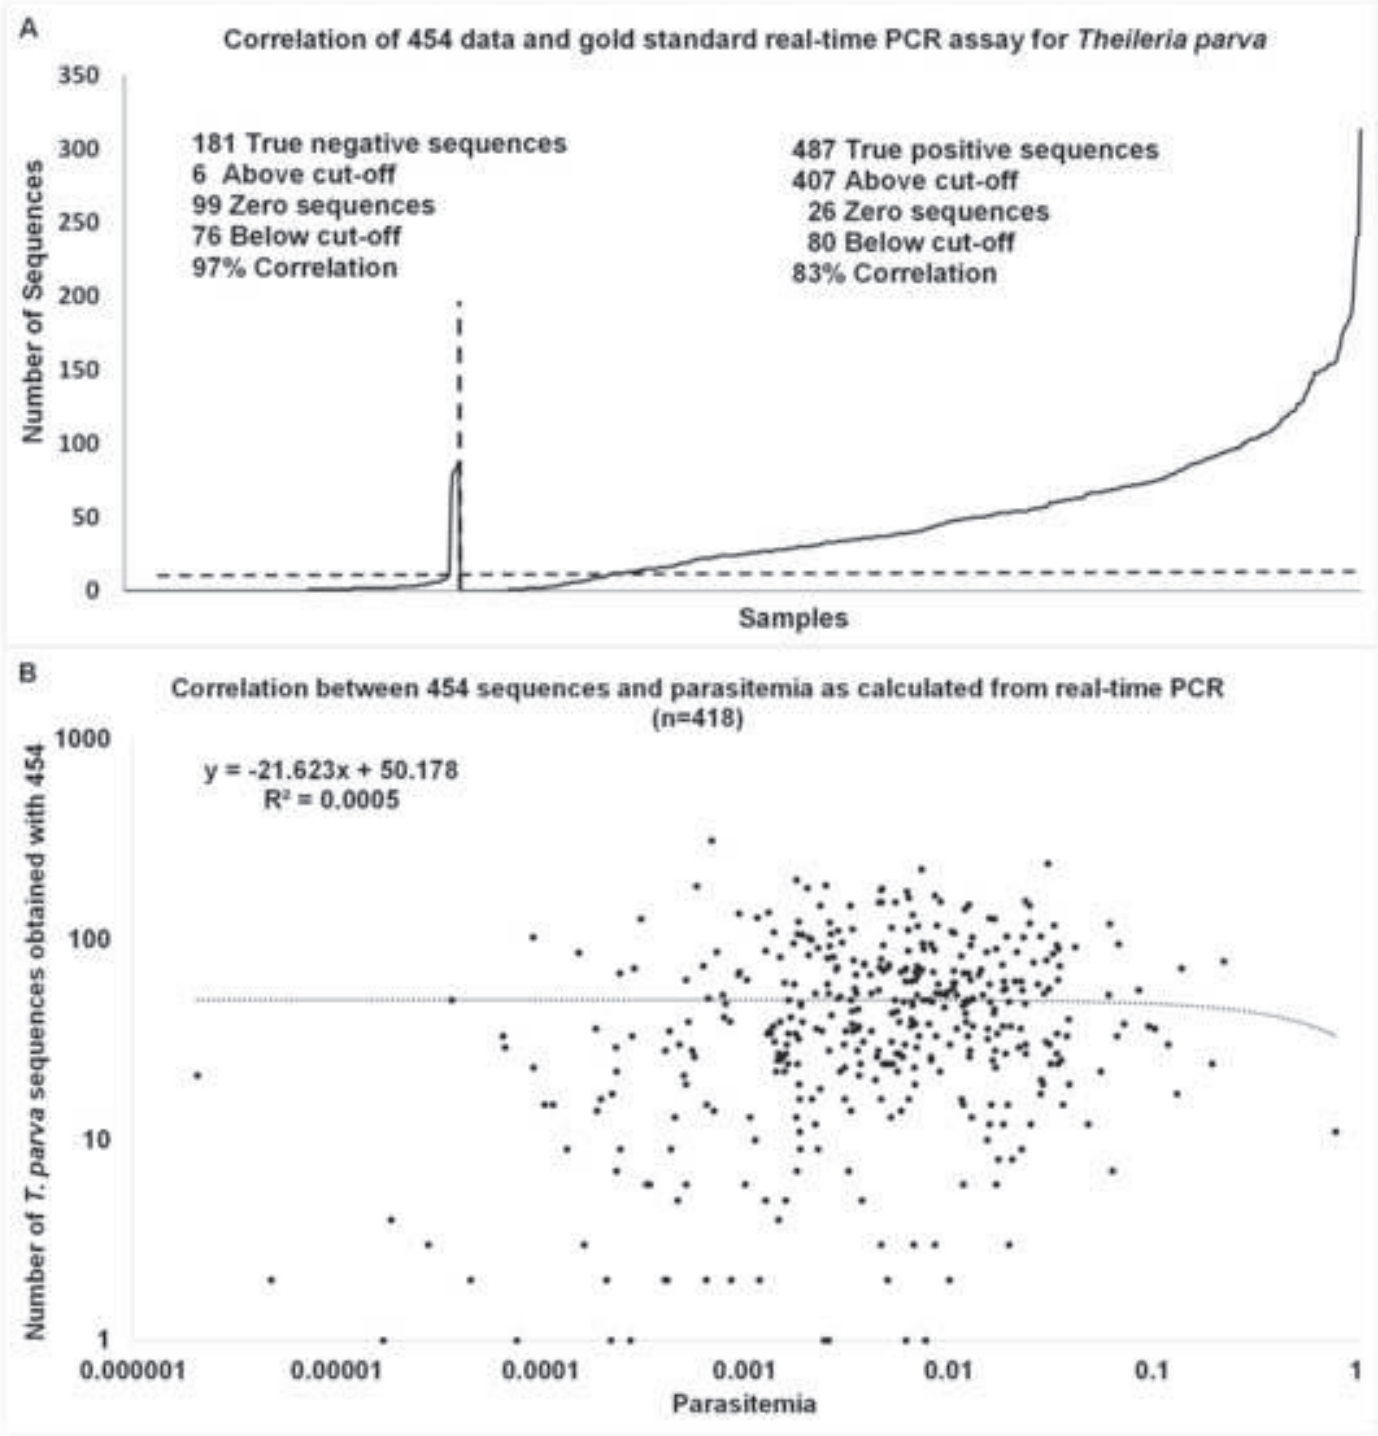 A
Correlation of 454 data and gold standard real-time PCR assay for Theileria parva
350
300
250
200
150
100
50
0
Number of Sequences
181 True negative sequences
6 Above cut-off
99 Zero sequences
76 Below cut-off
97% Correlation
487 True positive sequences
407 Above cut-off
26 Zero sequences
80 Below cut-off
83% Correlation
Samples
B
Correlation between 454 sequences and parasitemia as calculated from real-time PCR
(n=418)
1000
100
10
1
Number of T. parva sequences obtained with 454
y = -21.623x + 50.178
R² = 0.0005
0.000001 0.00001 0.0001 0.001 0.01 0.1 1
Parasitemia